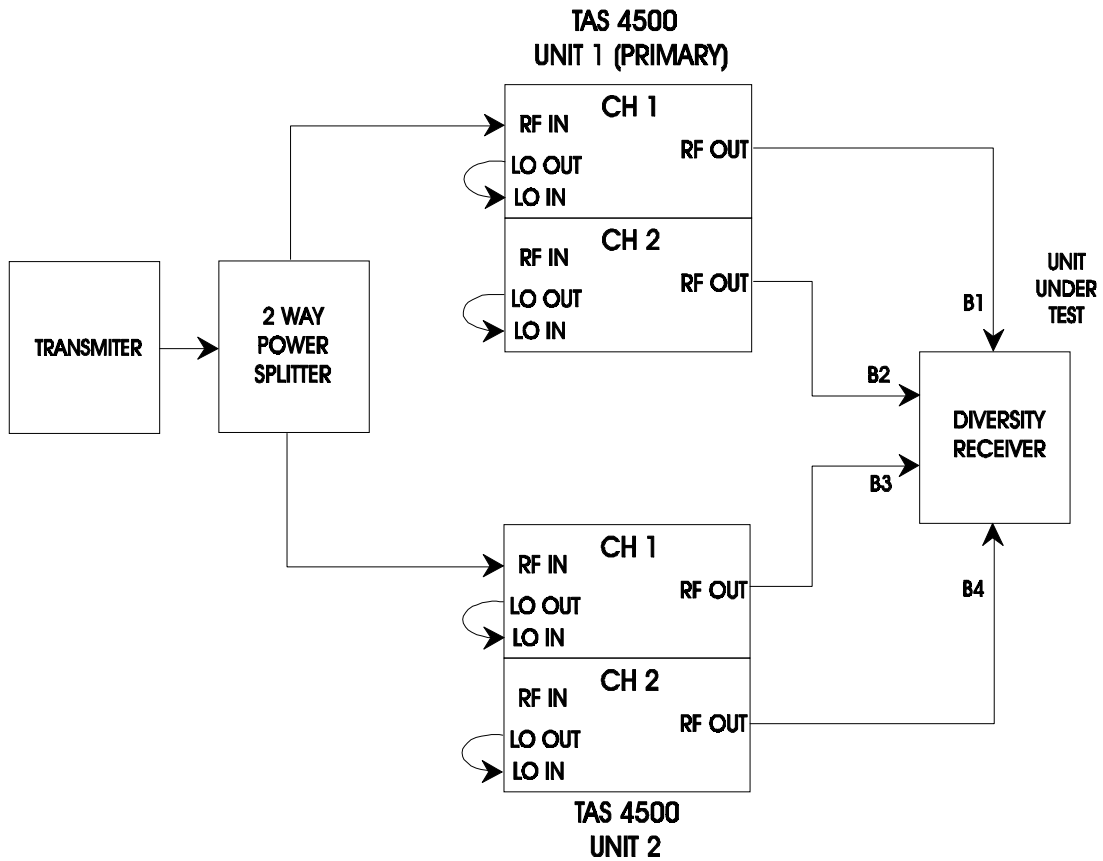 TAS 4500
UNIT 1 (PRIMARY)
CH 1
RF IN
RF OUT
LO OUT
LO IN
CH 2
RF IN
RF OUT
LO OUT
LO IN
TRANSMITER
2 WAY
POWER
SPLITTER
B1
B2
B3
B4
UNIT
UNDER
TEST
DIVERSITY
RECEIVER
CH 1
RF IN
RF OUT
LO OUT
LO IN
CH 2
RF IN
RF OUT
LO OUT
LO IN
TAS 4500
UNIT 2